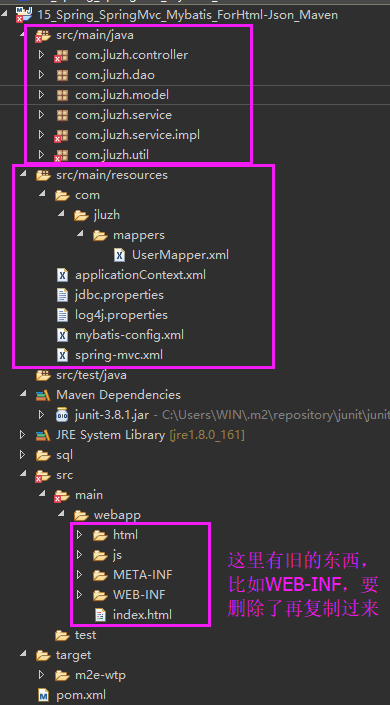 15_Spring_SpringMvc_Mybatis_ForHtml-Json_Maven
src/main/java
com.jluzh.controller
com.jluzh.dao
com.jluzh.model
com.jluzh.service
com.jluzh.service.impl
com.jluzh.util
src/main/resources
com
jluzh
mappers
UserMapper.xml
applicationContext.xml
jdbc.properties
log4j.properties
mybatis-config.xml
spring-mvc.xml
src/test/java
Maven Dependencies
junit-3.8.1.jar - C:\Users\WIN\.m2\repository\junit\junit
JRE System Library [jre1.8.0_161]
sql
src
main
webapp
html
js
META-INF
WEB-INF
index.html
这里有旧的东西,
比如WEB-INF,要
删除了再复制过来
test
target
m2e-wtp
pom.xml